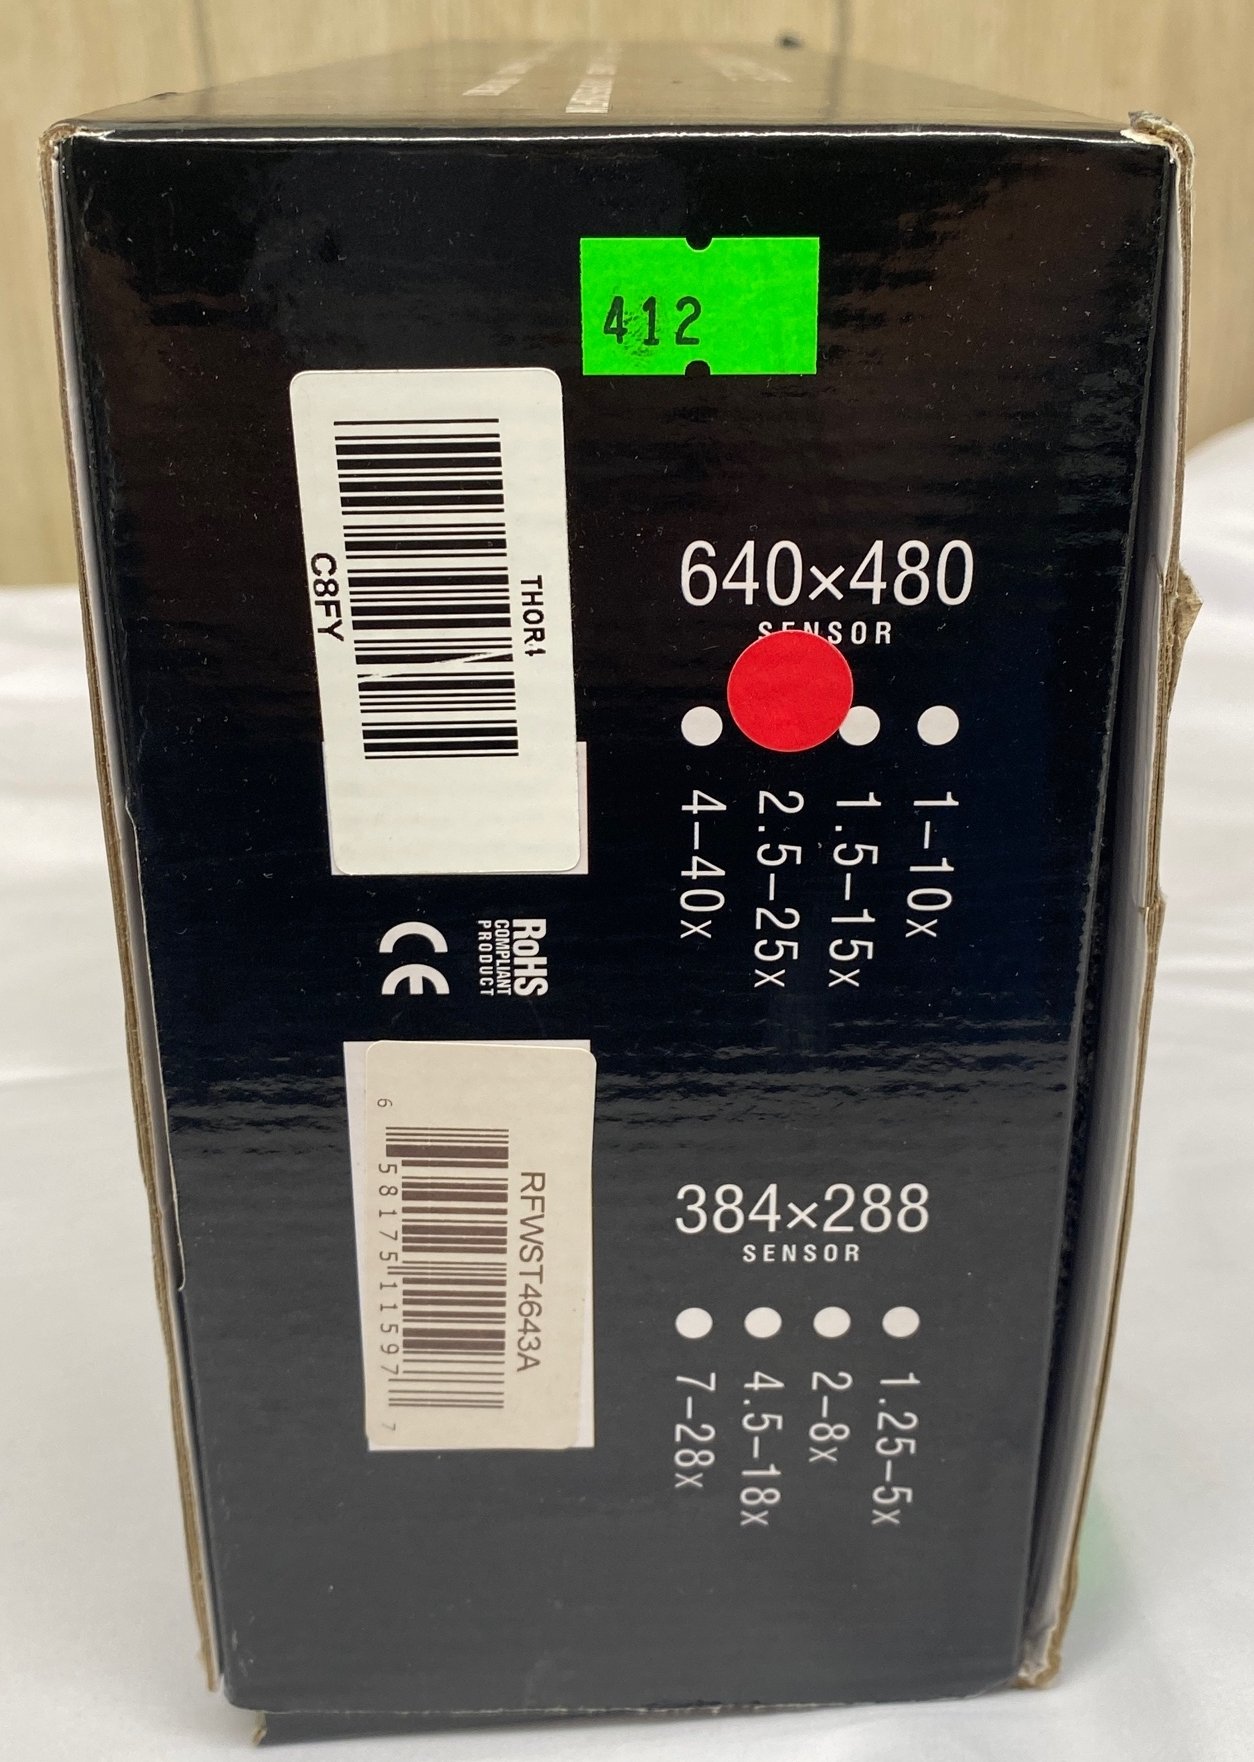 412
THOR4
C8FY
640×480
SENSOR
1–10x
1.5–15x
2.5–25x
4–40x
RoHS
COMPLIANT
PRODUCT
CE
RFWST4643A
6 58175 11597 7
384×288
SENSOR
1.25–5x
2–8x
4.5–18x
7–28x